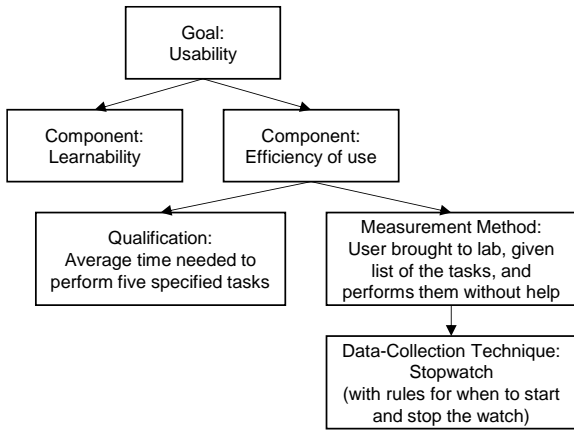 Goal:
Usability
Component:
Learnability
Component:
Efficiency of use
Qualification:
Average time needed to
perform five specified tasks
Measurement Method:
User brought to lab, given
list of the tasks, and
performs them without help
Data-Collection Technique:
Stopwatch
(with rules for when to start
and stop the watch)